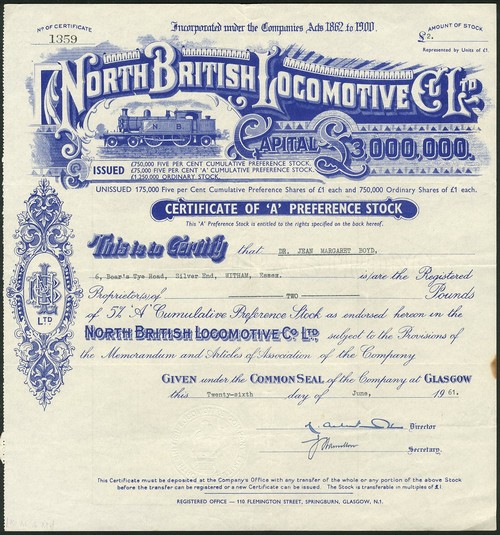 Nº OF CERTIFICATE
1359
Incorporated under the Companies Acts 1862 to 1900.
AMOUNT OF STOCK
£2.
Represented by Units of £1.
NORTH BRITISH LOCOMOTIVE Cº LTD
N B
CAPITAL £3,000,000.
ISSUED
£750,000 FIVE PER CENT CUMULATIVE PREFERENCE STOCK.
£75,000 FIVE PER CENT 'A' CUMULATIVE PREFERENCE STOCK.
£1,250,000 ORDINARY STOCK.
UNISSUED 175,000 Five per Cent Cumulative Preference Shares of £1 each and 750,000 Ordinary Shares of £1 each.
CERTIFICATE OF 'A' PREFERENCE STOCK
This 'A' Preference Stock is entitled to the rights specified on the back hereof.
This is to Certify that DR. JEAN MARGARET BOYD,
6, Boar's Tye Road, Silver End, WITHAM, Essex. is/are the Registered
Proprietor/s of TWO Pounds
of 5% 'A' Cumulative Preference Stock as endorsed hereon in the
NORTH BRITISH LOCOMOTIVE Cº LTD, subject to the Provisions of
the Memorandum and Articles of Association of the Company.
LTD
GIVEN under the COMMON SEAL of the Company at GLASGOW
this Twenty-sixth day of June, 1961.
Director
Secretary.
This Certificate must be deposited at the Company's Office with any transfer of the whole or any portion of the above Stock
before the transfer can be registered or a new Certificate can be issued. The Stock is transferable in multiples of £1.
REGISTERED OFFICE — 110 FLEMINGTON STREET, SPRINGBURN, GLASGOW, N.1.